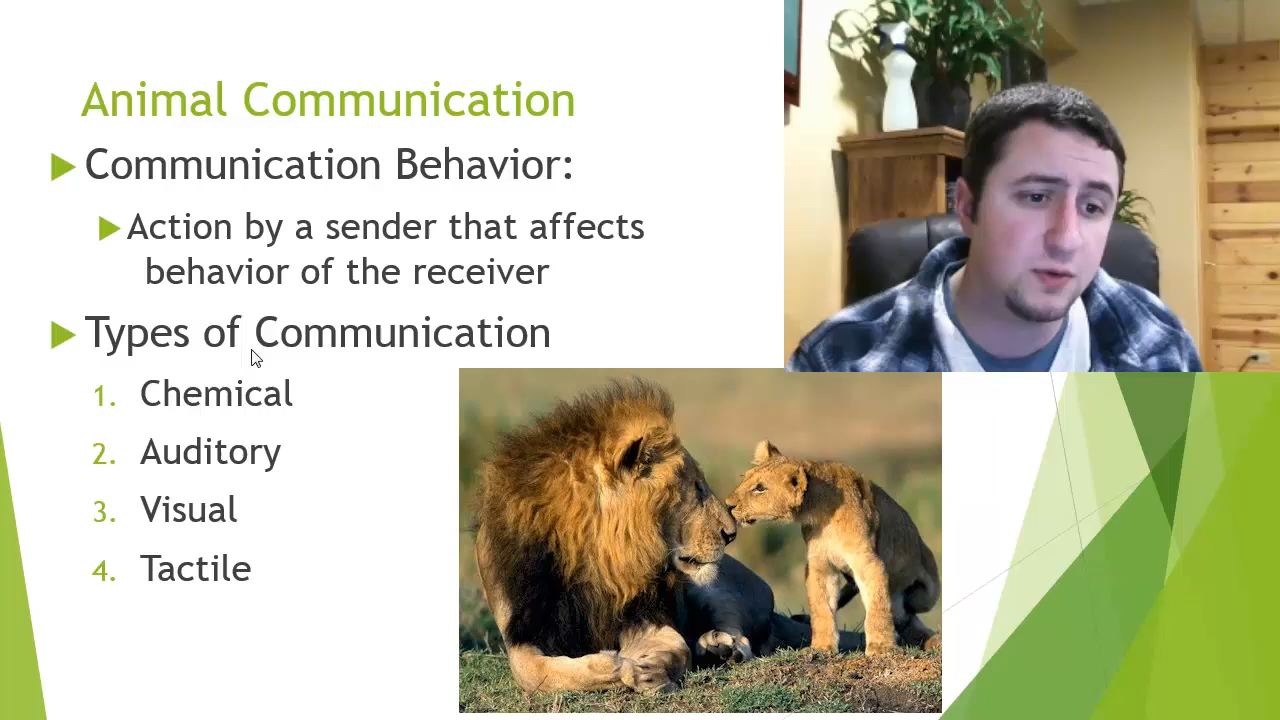 Animal Communication
Communication Behavior:
Action by a sender that affects
behavior of the receiver
Types of Communication
1. Chemical
2. Auditory
3. Visual
4. Tactile